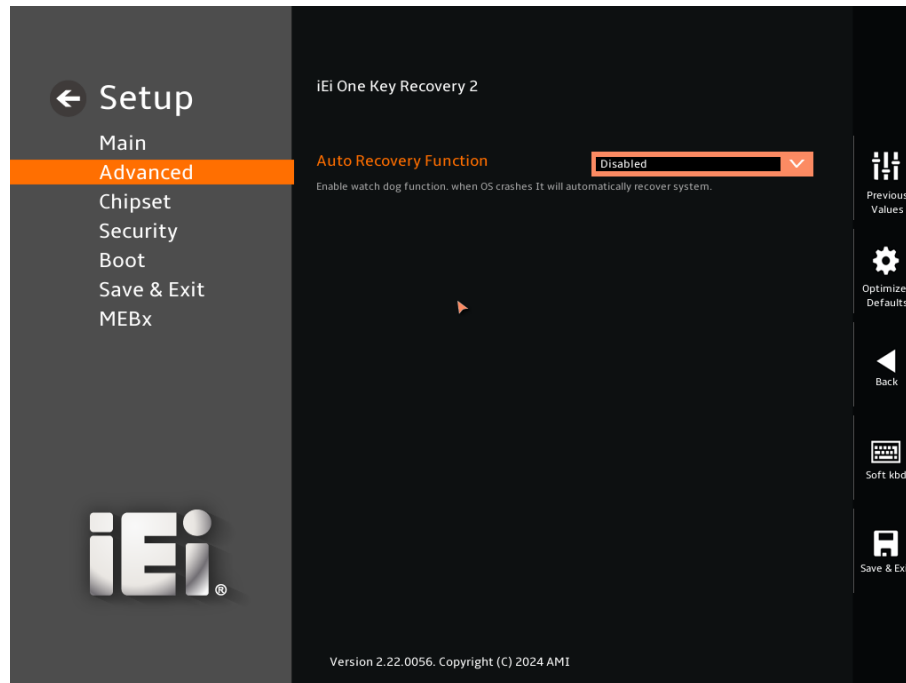 Setup
Main
Advanced
Chipset
Security
Boot
Save & Exit
MEBx
iEi
®
iEi One Key Recovery 2
Auto Recovery Function
Disabled
Enable watch dog function. when OS crashes It will automatically recover system.
Previous
Values
Optimize
Defaults
Back
Soft kbd
Save & Exi
Version 2.22.0056. Copyright (C) 2024 AMI